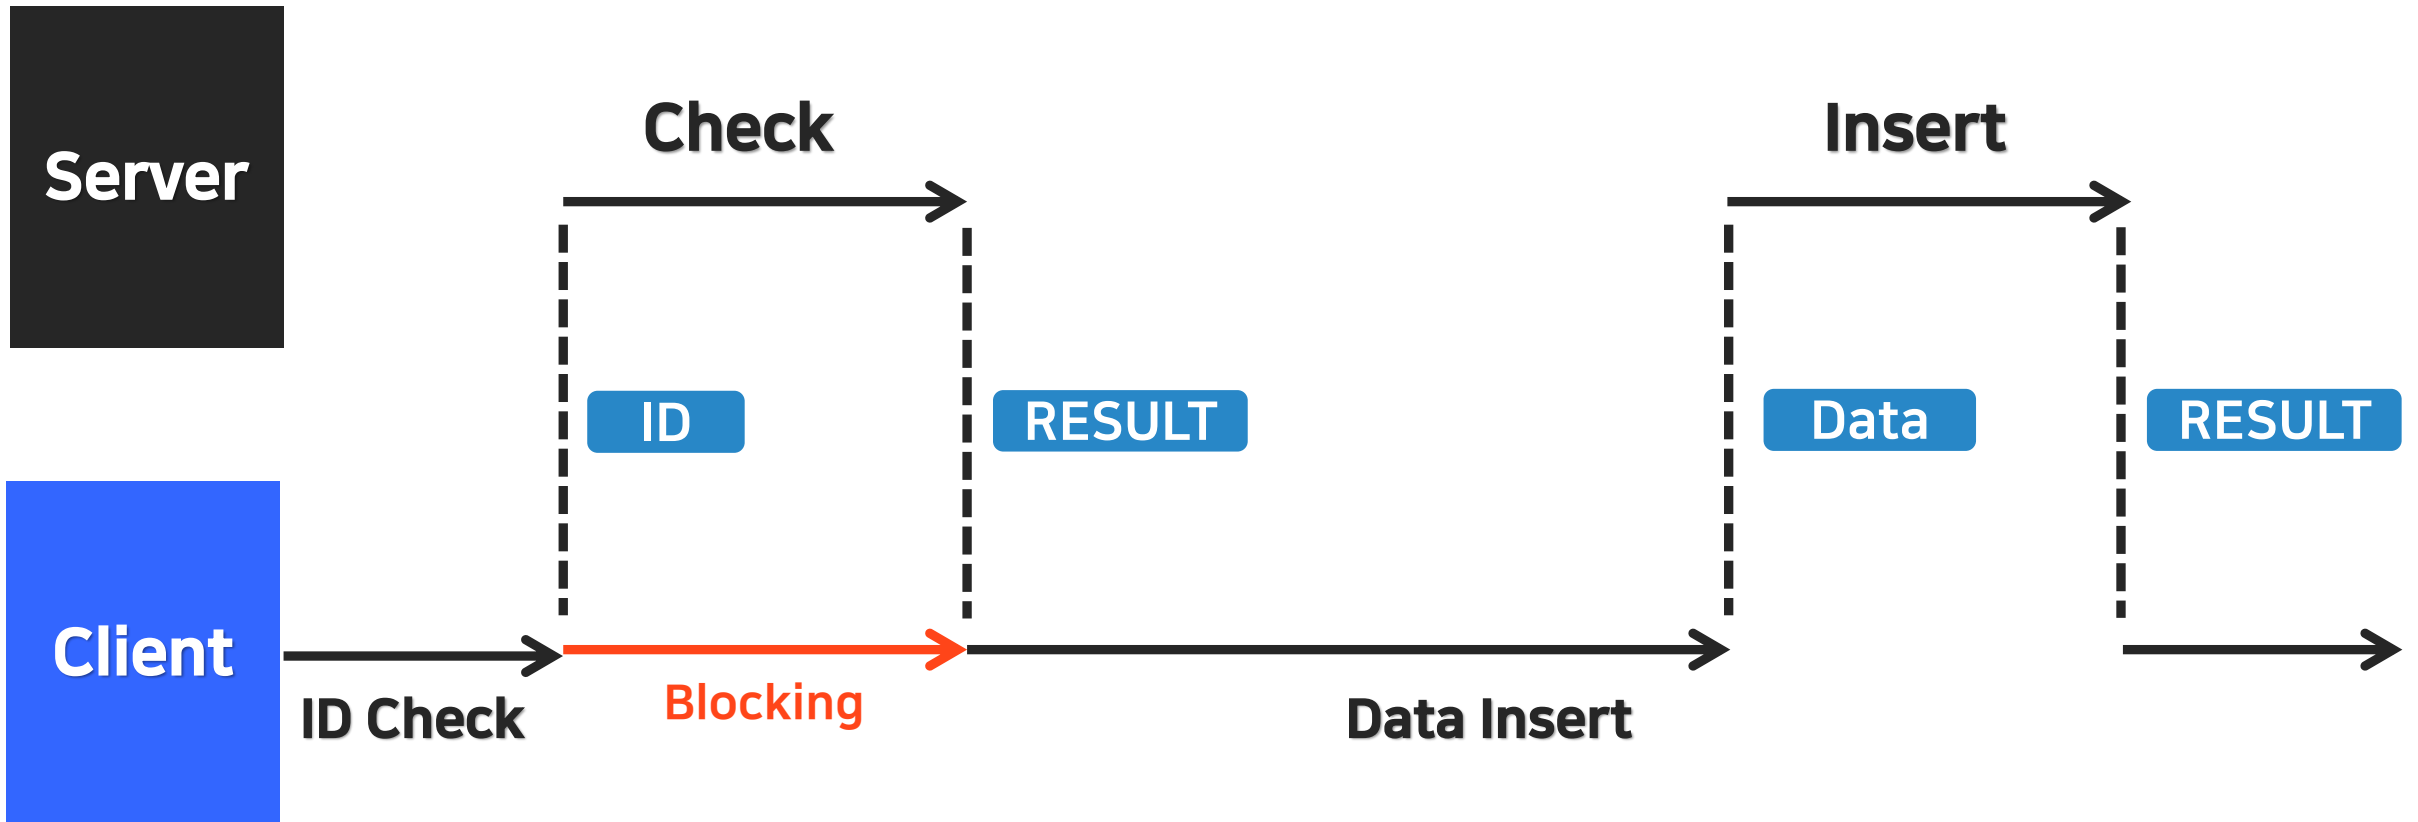 Server
Check
Insert
ID
RESULT
Data
RESULT
Client
ID Check
Blocking
Data Insert